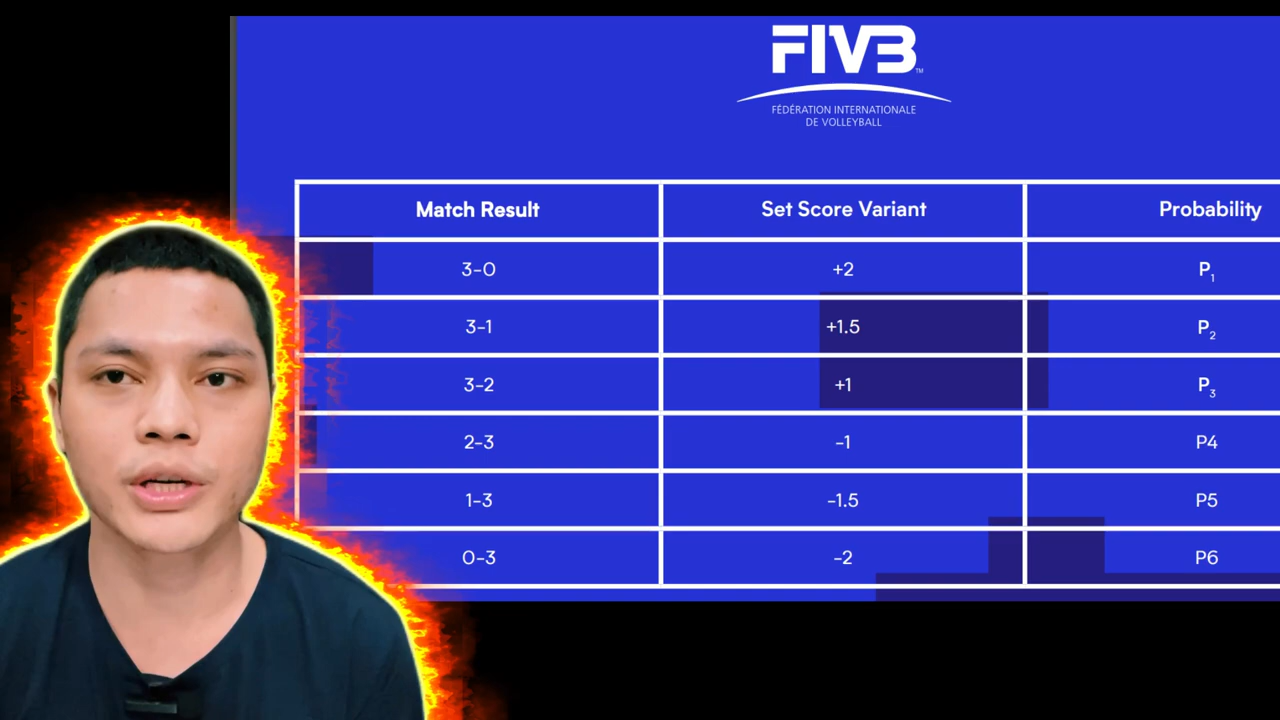 FIVB™
FÉDÉRATION INTERNATIONALE
DE VOLLEYBALL
Match Result Set Score Variant Probability
3-0 +2 P1
3-1 +1.5 P2
3-2 +1 P3
2-3 -1 P4
1-3 -1.5 P5
0-3 -2 P6